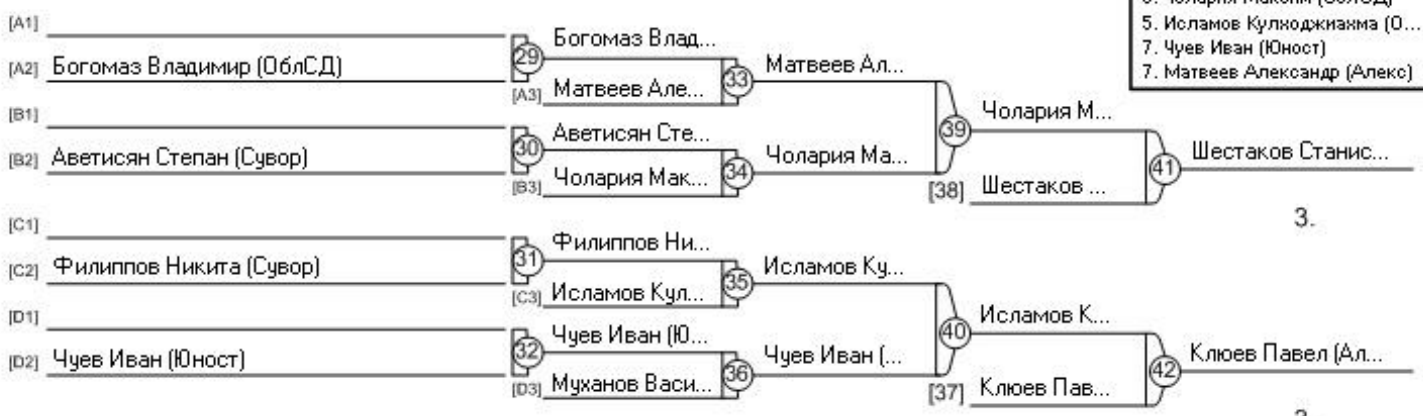 5. Исламов Кулходжиахма (О...
7. Чуев Иван (Юност)
7. Матвеев Александр (Алекс)
[A1]
[A2] Богомаз Владимир (ОблСД)
29
Богомаз Влад...
[A3] Матвеев Але...
33
Матвеев Ал...
[B1]
[B2] Аветисян Степан (Сувор)
30
Аветисян Сте...
[B3] Чолария Мак...
34
Чолария Ма...
39
Чолария М...
[38] Шестаков ...
41
Шестаков Станис...
3.
[C1]
[C2] Филиппов Никита (Сувор)
31
Филиппов Ни...
[C3] Исламов Кул...
35
Исламов Ку...
[D1]
[D2] Чуев Иван (Юност)
32
Чуев Иван (Ю...
[D3] Муханов Васи...
36
Чуев Иван (...
40
Исламов К...
[37] Клюев Пав...
42
Клюев Павел (Ал...